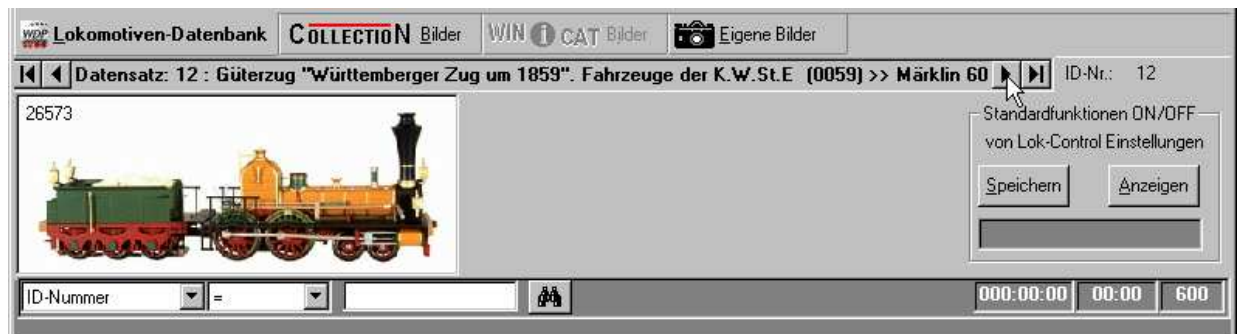 WDP Lokomotiven-Datenbank COLLECTION Bilder WIN CAT Bilder Eigene Bilder
Datensatz: 12 : Güterzug "Württemberger Zug um 1859". Fahrzeuge der K.W.St.E (0059) >> Märklin 60 ID-Nr.: 12
26573
Standardfunktionen ON/OFF
von Lok-Control Einstellungen
Speichern Anzeigen
ID-Nummer = 000:00:00 00:00 600